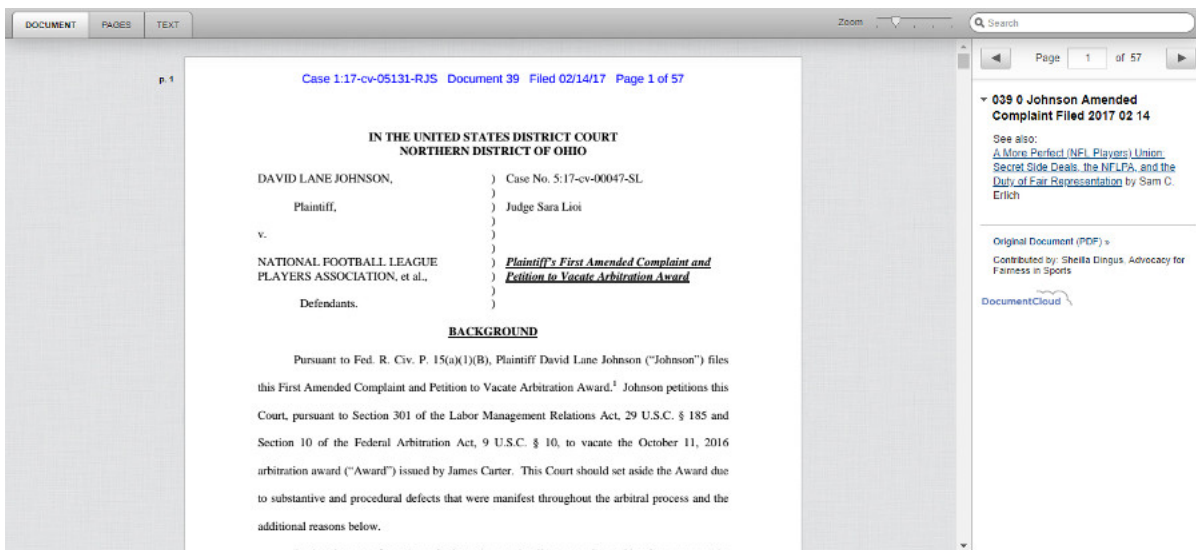 DOCUMENT PAGES TEXT Zoom Search
Page 1 of 57
p. 1
Case 1:17-cv-05131-RJS Document 39 Filed 02/14/17 Page 1 of 57
IN THE UNITED STATES DISTRICT COURT
NORTHERN DISTRICT OF OHIO
DAVID LANE JOHNSON, ) Case No. 5:17-cv-00047-SL
)
Plaintiff, ) Judge Sara Lioi
)
v. )
)
NATIONAL FOOTBALL LEAGUE ) Plaintiff's First Amended Complaint and
PLAYERS ASSOCIATION, et al., ) Petition to Vacate Arbitration Award
)
Defendants. )
BACKGROUND
Pursuant to Fed. R. Civ. P. 15(a)(1)(B), Plaintiff David Lane Johnson ("Johnson") files
this First Amended Complaint and Petition to Vacate Arbitration Award.1 Johnson petitions this
Court, pursuant to Section 301 of the Labor Management Relations Act, 29 U.S.C. § 185 and
Section 10 of the Federal Arbitration Act, 9 U.S.C. § 10, to vacate the October 11, 2016
arbitration award ("Award") issued by James Carter. This Court should set aside the Award due
to substantive and procedural defects that were manifest throughout the arbitral process and the
additional reasons below.
039 0 Johnson Amended
Complaint Filed 2017 02 14
See also:
A More Perfect (NFL Players) Union:
Secret Side Deals, the NFLPA, and the
Duty of Fair Representation by Sam C.
Erlich
Original Document (PDF) »
Contributed by: Sheilla Dingus, Advocacy for
Fairness in Sports
DocumentCloud